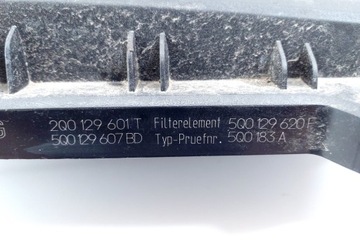 2Q0 129 601 T Filterelement 5Q0 129 620 F
5Q0 129 607 BD Typ-Pruefnr. 5Q0 183 A